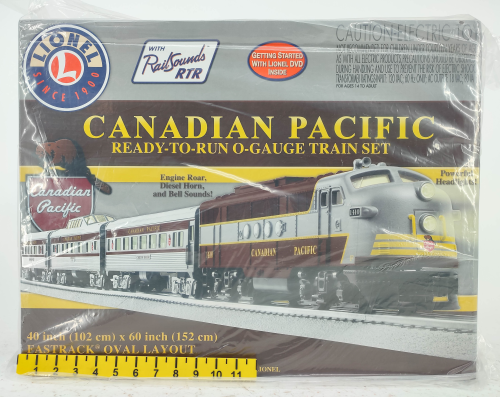 LIONEL
L
SINCE 1900
WITH
RailSounds
RTR
GETTING STARTED
WITH LIONEL DVD
INSIDE
CAUTION-ELECTRIC TO
CANADIAN PACIFIC
READY-TO-RUN O-GAUGE TRAIN SET
Engine Roar,
Diesel Horn,
and Bell Sounds!
Powerful
Headlight
Canadian
Pacific
CANADIAN PACIFIC
40 inch (102 cm) x 60 inch (152 cm)
FASTRACK OVAL LAYOUT
1 2 3 4 5 6 7 8 9 10 11
LIONEL